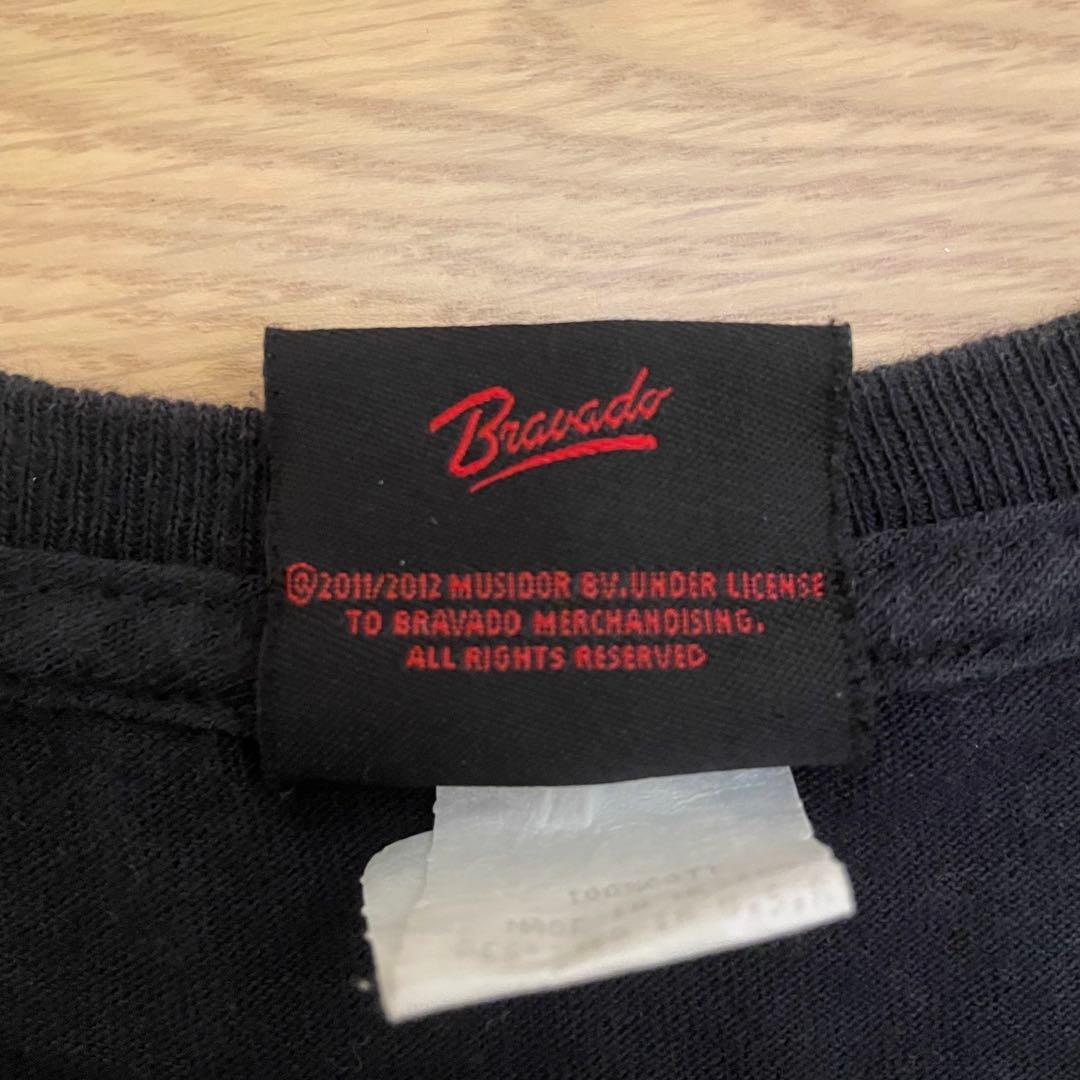 Bravado
©2011/2012 MUSIDOR BV.UNDER LICENSE
TO BRAVADO MERCHANDISING.
ALL RIGHTS RESERVED